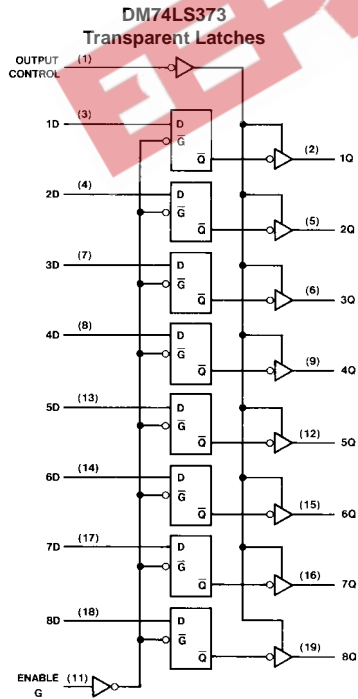 DM74LS373
Transparent Latches
OUTPUT
CONTROL
(1)
1D (3) D G Q (2) 1Q
2D (4) D G Q (5) 2Q
3D (7) D G Q (6) 3Q
4D (8) D G Q (9) 4Q
5D (13) D G Q (12) 5Q
6D (14) D G Q (15) 6Q
7D (17) D G Q (16) 7Q
8D (18) D G Q (19) 8Q
ENABLE
G
(11)